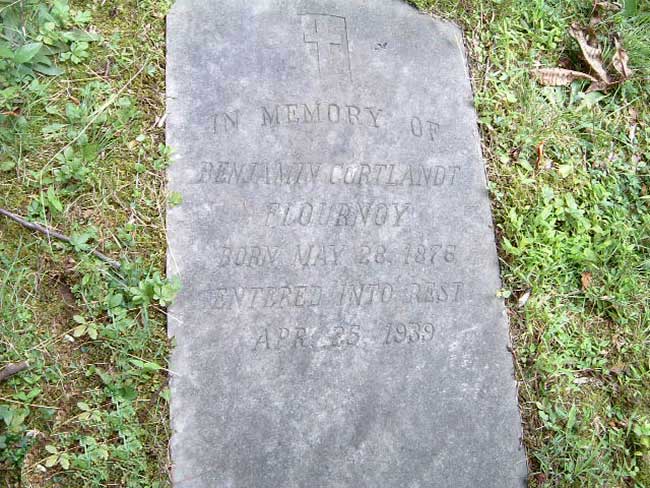 IN MEMORY OF
BENJAMIN CORTLANDT
FLOURNOY
BORN MAY 28, 1876
ENTERED INTO REST
APR. 25, 1939